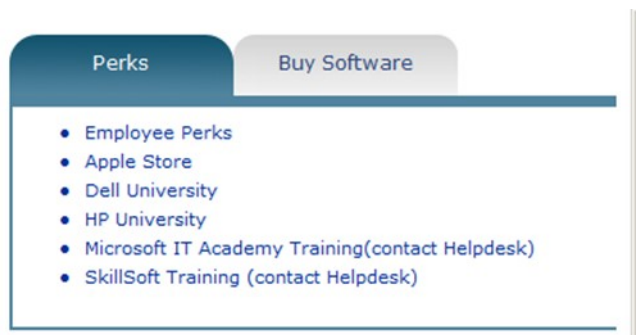 Perks
Buy Software
Employee Perks
Apple Store
Dell University
HP University
Microsoft IT Academy Training(contact Helpdesk)
SkillSoft Training (contact Helpdesk)